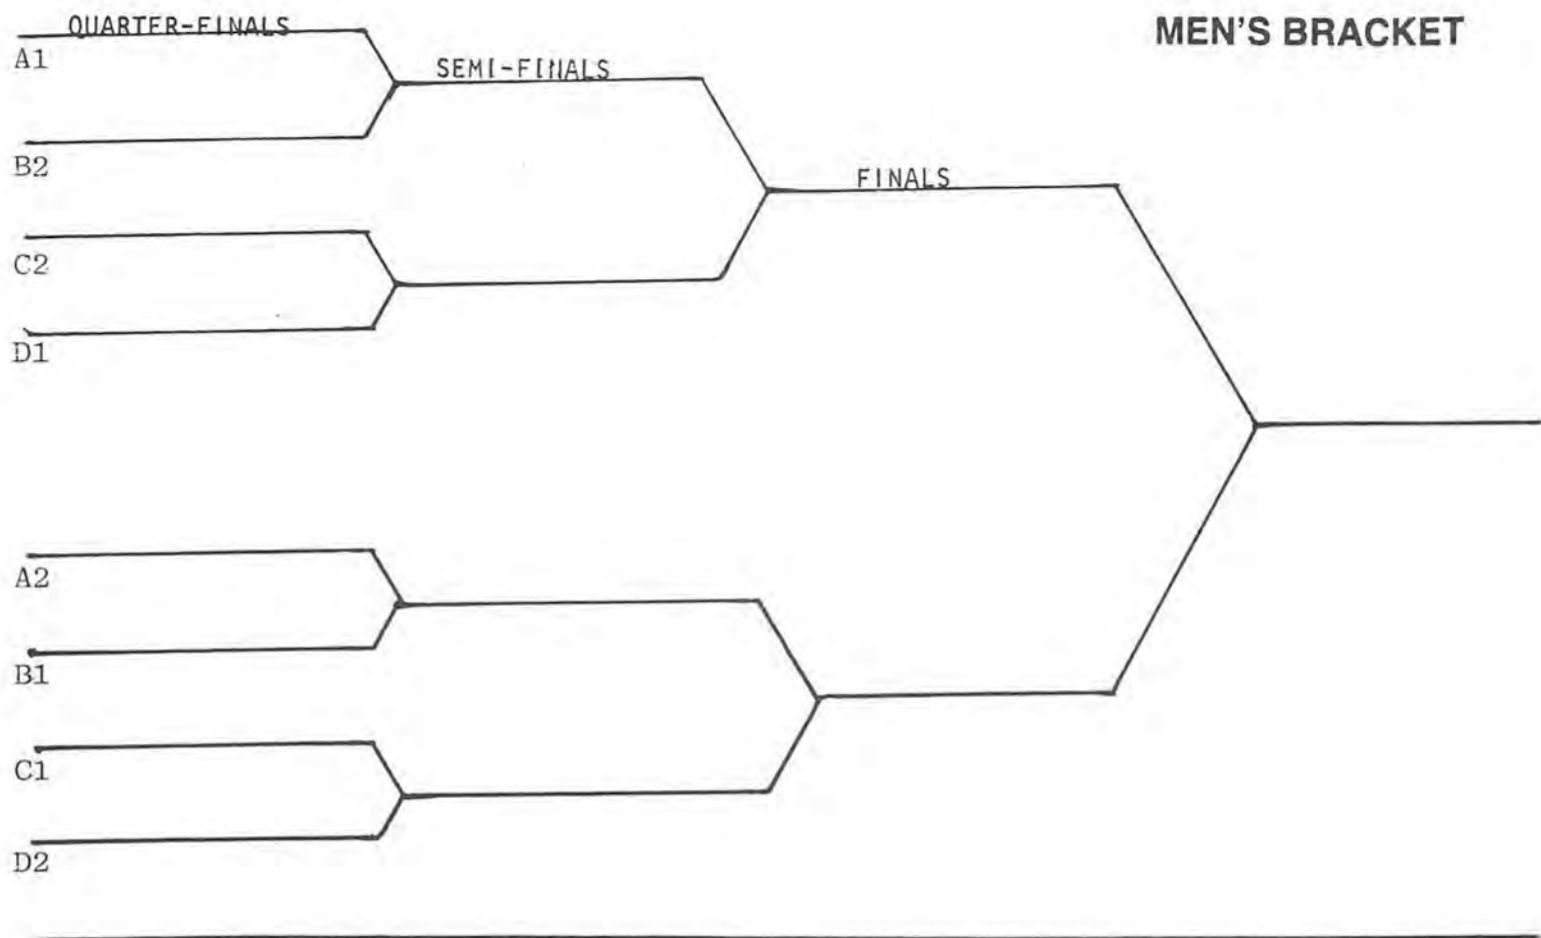 MEN'S BRACKET
QUARTER-FINALS
A1
SEMI-FINALS
B2
FINALS
C2
D1
A2
B1
C1
D2